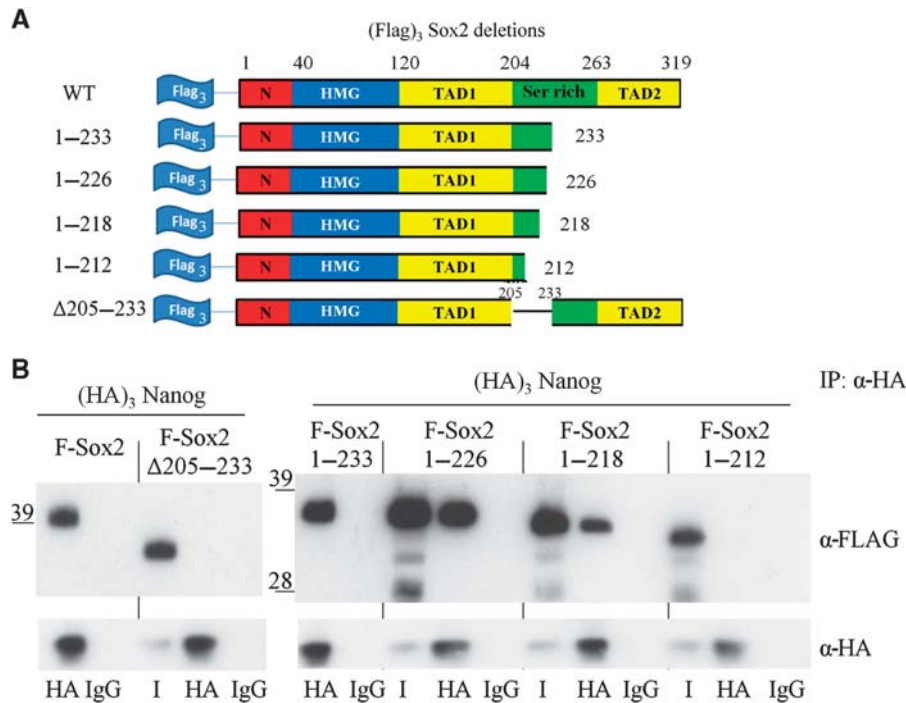 A
(Flag)3 Sox2 deletions
1 40 120 204 263 319
WT Flag3 N HMG TAD1 Ser rich TAD2
1–233 Flag3 N HMG TAD1 233
1–226 Flag3 N HMG TAD1 226
1–218 Flag3 N HMG TAD1 218
1–212 Flag3 N HMG TAD1 212
205 233
Δ205–233 Flag3 N HMG TAD1 TAD2
B
(HA)3 Nanog (HA)3 Nanog IP: α-HA
F-Sox2 F-Sox2 Δ205–233 F-Sox2 1–233 F-Sox2 1–226 F-Sox2 1–218 F-Sox2 1–212
39 39
28
α-FLAG
α-HA
HA IgG I HA IgG HA IgG I HA IgG I HA IgG I HA IgG